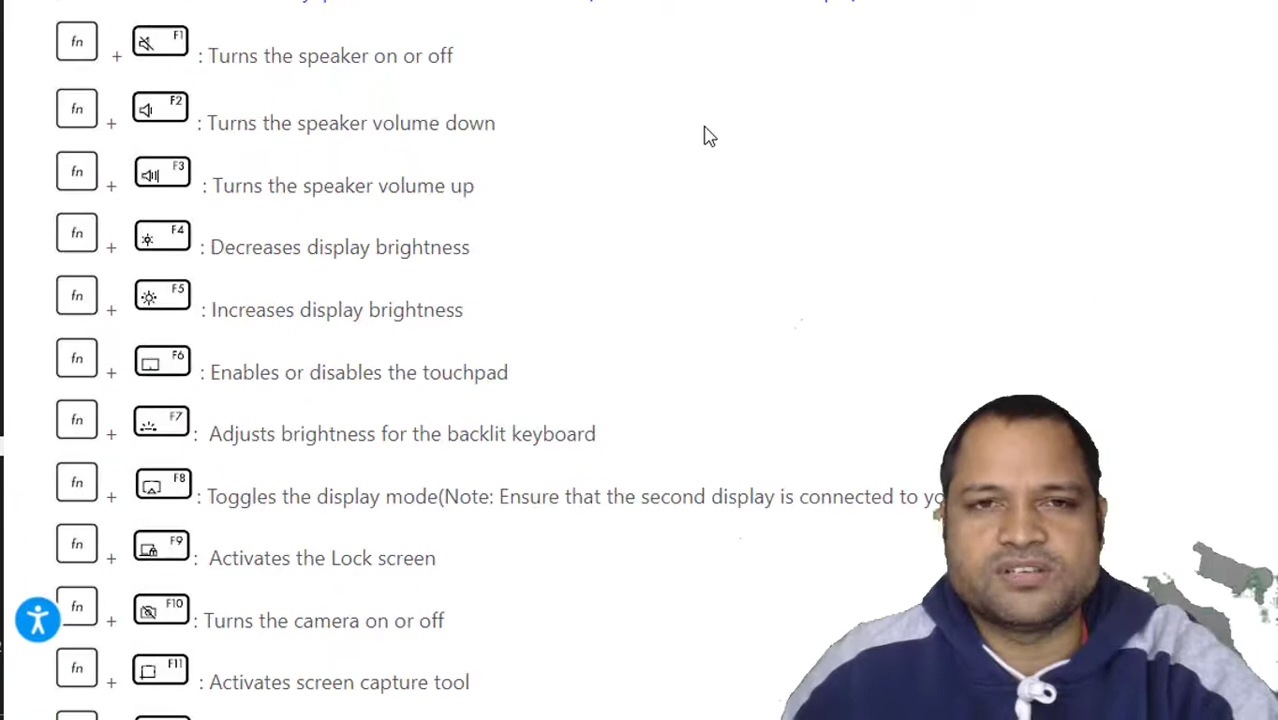 fn + F1 : Turns the speaker on or off
fn + F2 : Turns the speaker volume down
fn + F3 : Turns the speaker volume up
fn + F4 : Decreases display brightness
fn + F5 : Increases display brightness
fn + F6 : Enables or disables the touchpad
fn + F7 : Adjusts brightness for the backlit keyboard
fn + F8 : Toggles the display mode(Note: Ensure that the second display is connected to
fn + F9 : Activates the Lock screen
fn + F10 : Turns the camera on or off
fn + F11 : Activates screen capture tool